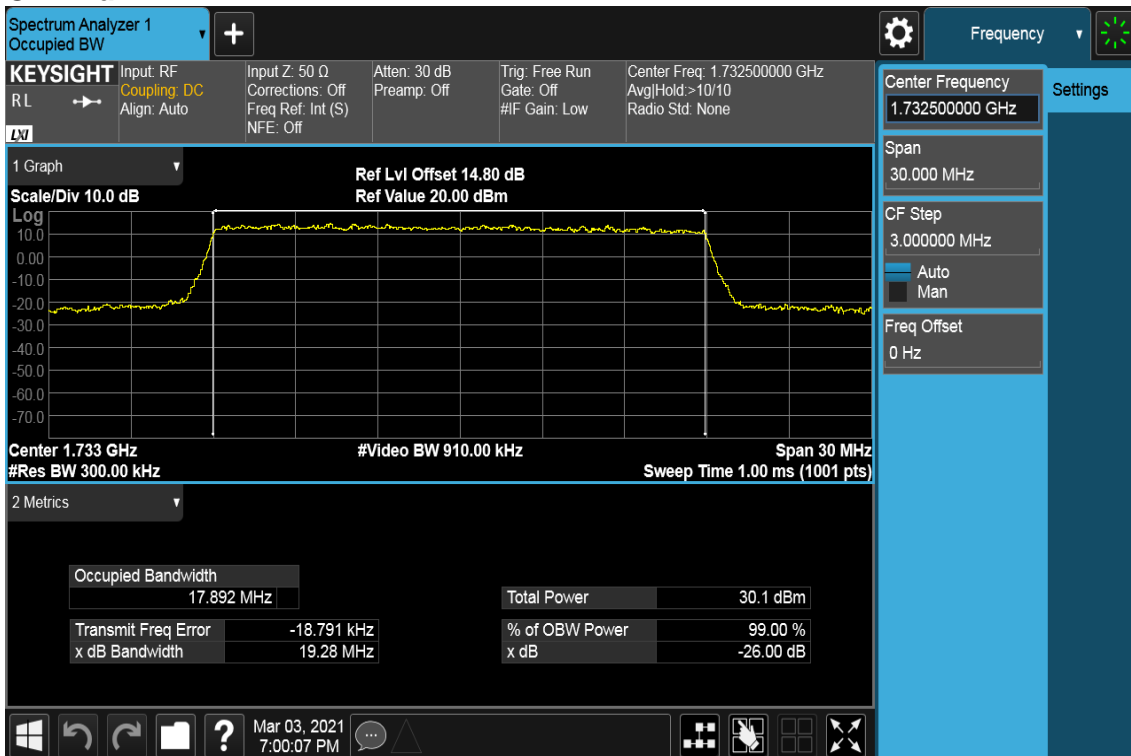 Spectrum Analyzer 1
Occupied BW
+
Frequency
KEYSIGHT
R L
LXI
Input: RF
Coupling: DC
Align: Auto
Input Z: 50 Ω
Corrections: Off
Freq Ref: Int (S)
NFE: Off
Atten: 30 dB
Preamp: Off
Trig: Free Run
Gate: Off
#IF Gain: Low
Center Freq: 1.732500000 GHz
Avg|Hold:>10/10
Radio Std: None
Center Frequency
1.732500000 GHz
Settings
Span
30.000 MHz
CF Step
3.000000 MHz
Auto
Man
Freq Offset
0 Hz
1 Graph
Scale/Div 10.0 dB
Ref Lvl Offset 14.80 dB
Ref Value 20.00 dBm
Log
10.0
0.00
-10.0
-20.0
-30.0
-40.0
-50.0
-60.0
-70.0
Center 1.733 GHz
#Video BW 910.00 kHz
Span 30 MHz
#Res BW 300.00 kHz
Sweep Time 1.00 ms (1001 pts)
2 Metrics
Occupied Bandwidth
17.892 MHz
Total Power 30.1 dBm
Transmit Freq Error -18.791 kHz
% of OBW Power 99.00 %
x dB Bandwidth 19.28 MHz
x dB -26.00 dB
?
Mar 03, 2021
7:00:07 PM